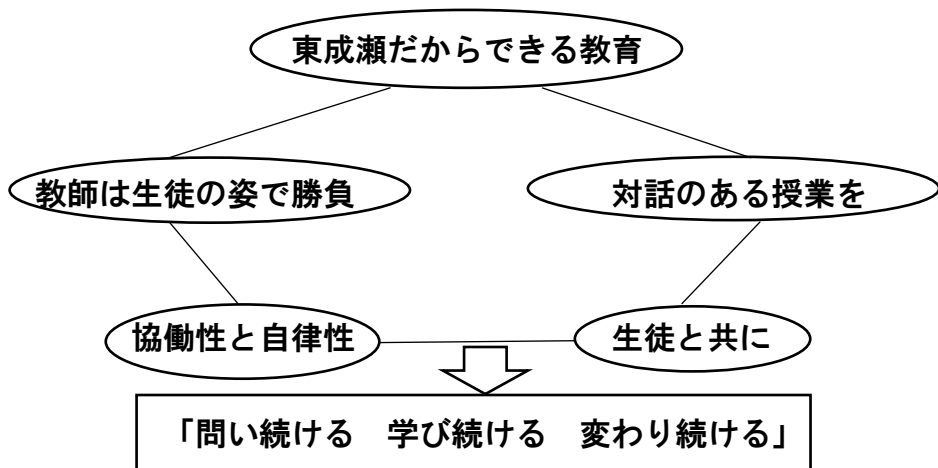 東成瀬だからできる教育
教師は生徒の姿で勝負
対話のある授業を
協働性と自律性
生徒と共に
「問い続ける　学び続ける　変わり続ける」